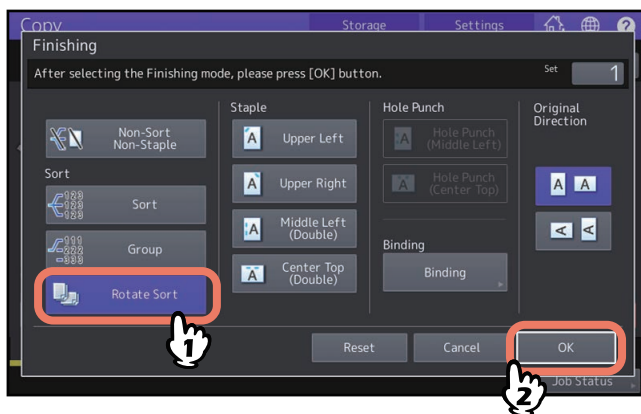 Copy
Storage
Settings
Finishing
After selecting the Finishing mode, please press [OK] button.
Set
1
Non-Sort
Non-Staple
Sort
Sort
Group
Rotate Sort
Staple
Upper Left
Upper Right
Middle Left
(Double)
Center Top
(Double)
Hole Punch
Hole Punch
(Middle Left)
Hole Punch
(Center Top)
Binding
Binding
Original
Direction
A A
A A
Reset
Cancel
OK
Job Status
1
2